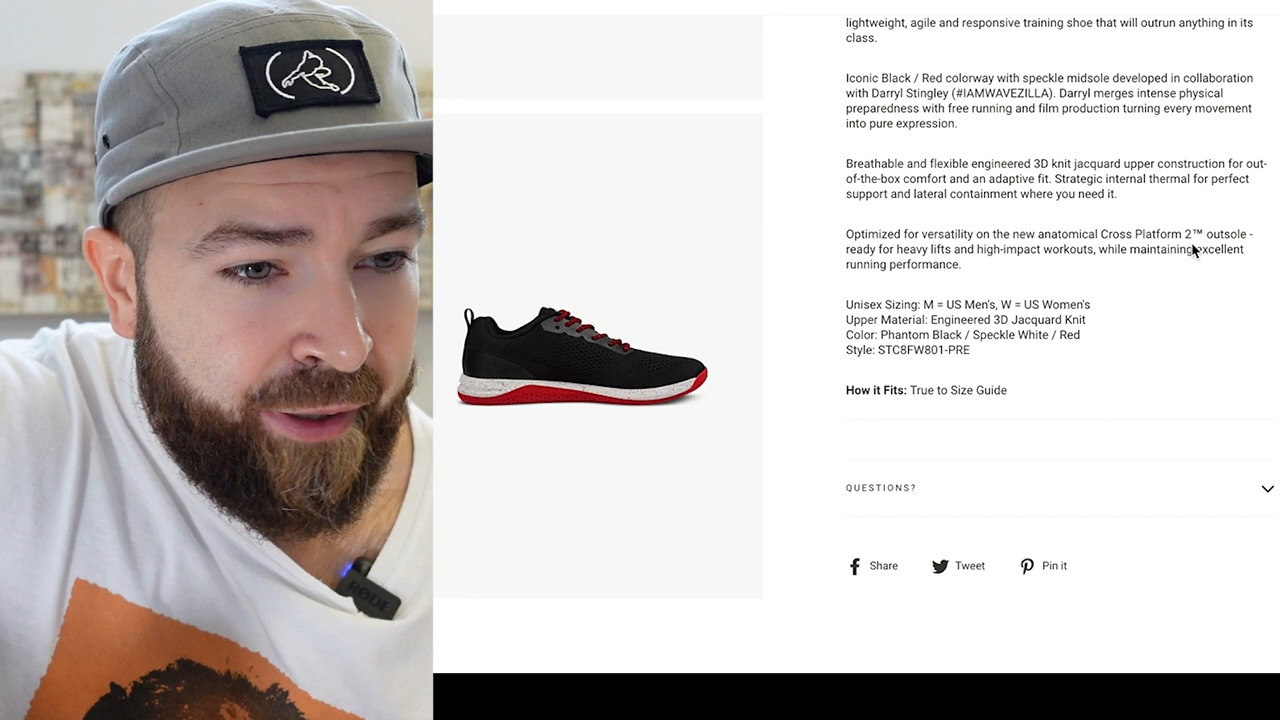 lightweight, agile and responsive training shoe that will outrun anything in its
class.
Iconic Black / Red colorway with speckle midsole developed in collaboration
with Darryl Stingley (#IAMWAVEZILLA). Darryl merges intense physical
preparedness with free running and film production turning every movement
into pure expression.
Breathable and flexible engineered 3D knit jacquard upper construction for out-
of-the-box comfort and an adaptive fit. Strategic internal thermal for perfect
support and lateral containment where you need it.
Optimized for versatility on the new anatomical Cross Platform 2™ outsole -
ready for heavy lifts and high-impact workouts, while maintaining excellent
running performance.
Unisex Sizing: M = US Men's, W = US Women's
Upper Material: Engineered 3D Jacquard Knit
Color: Phantom Black / Speckle White / Red
Style: STC8FW801-PRE
How it Fits: True to Size Guide
QUESTIONS?
Share Tweet Pin it
RØDE